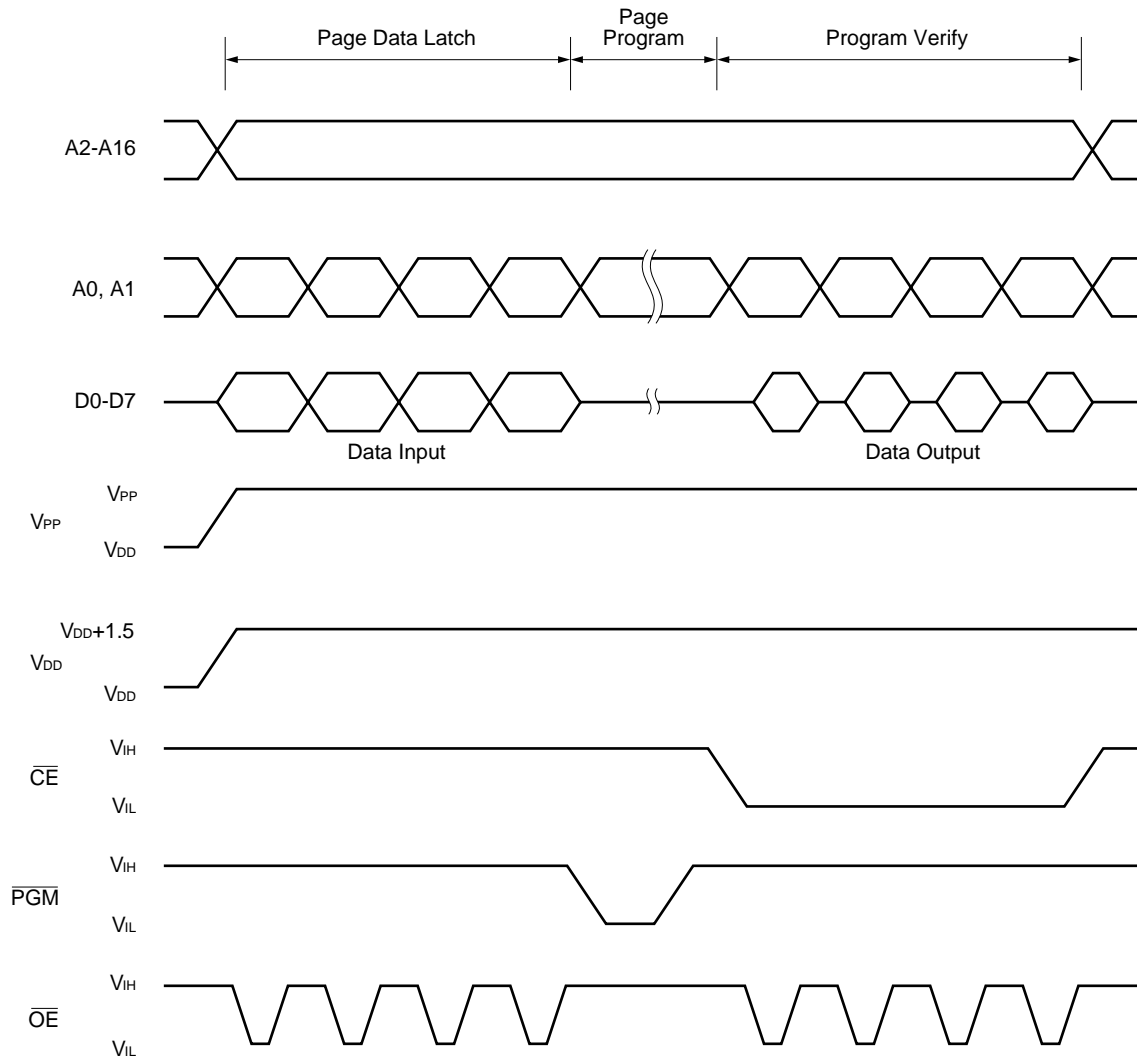 Page Data Latch
Page
Program
Program Verify
A2-A16
A0, A1
D0-D7
Data Input
Data Output
VPP
VPP
VDD
VDD+1.5
VDD
VDD
VIH
CE
VIL
VIH
PGM
VIL
VIH
OE
VIL